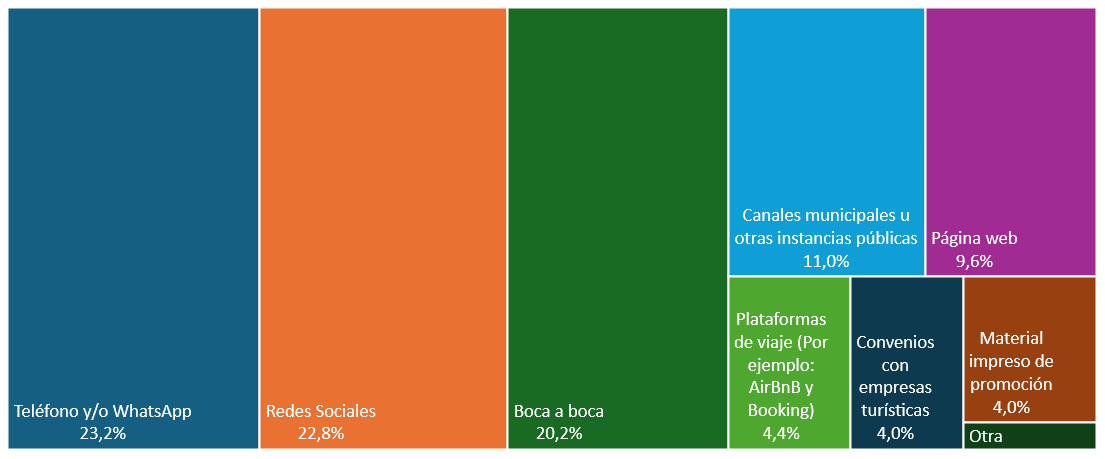 Teléfono y/o WhatsApp
23,2%
Redes Sociales
22,8%
Boca a boca
20,2%
Canales municipales u
otras instancias públicas
11,0%
Página web
9,6%
Plataformas
de viaje (Por
ejemplo:
AirBnB y
Booking)
4,4%
Convenios
con
empresas
turísticas
4,0%
Material
impreso de
promoción
4,0%
Otra